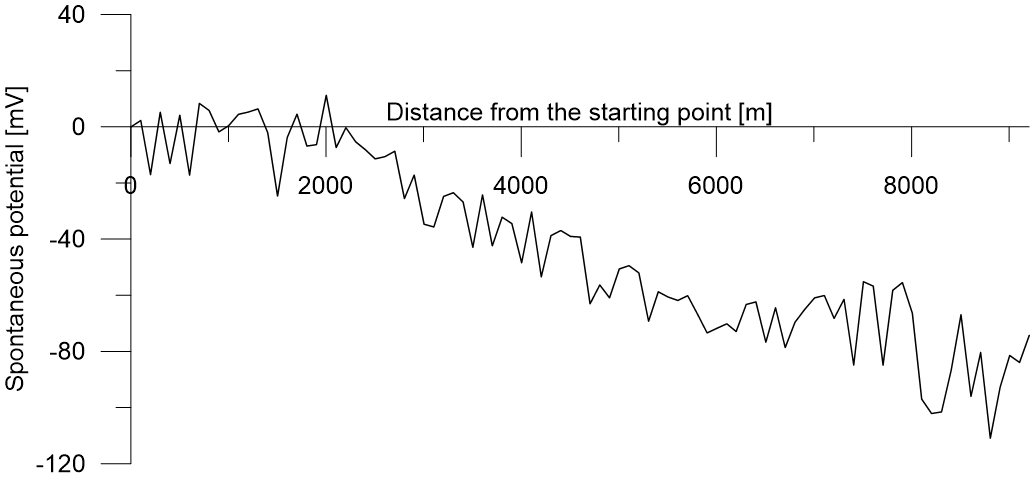 40
0
-40
-80
-120
Spontaneous potential [mV]
Distance from the starting point [m]
0 2000 4000 6000 8000